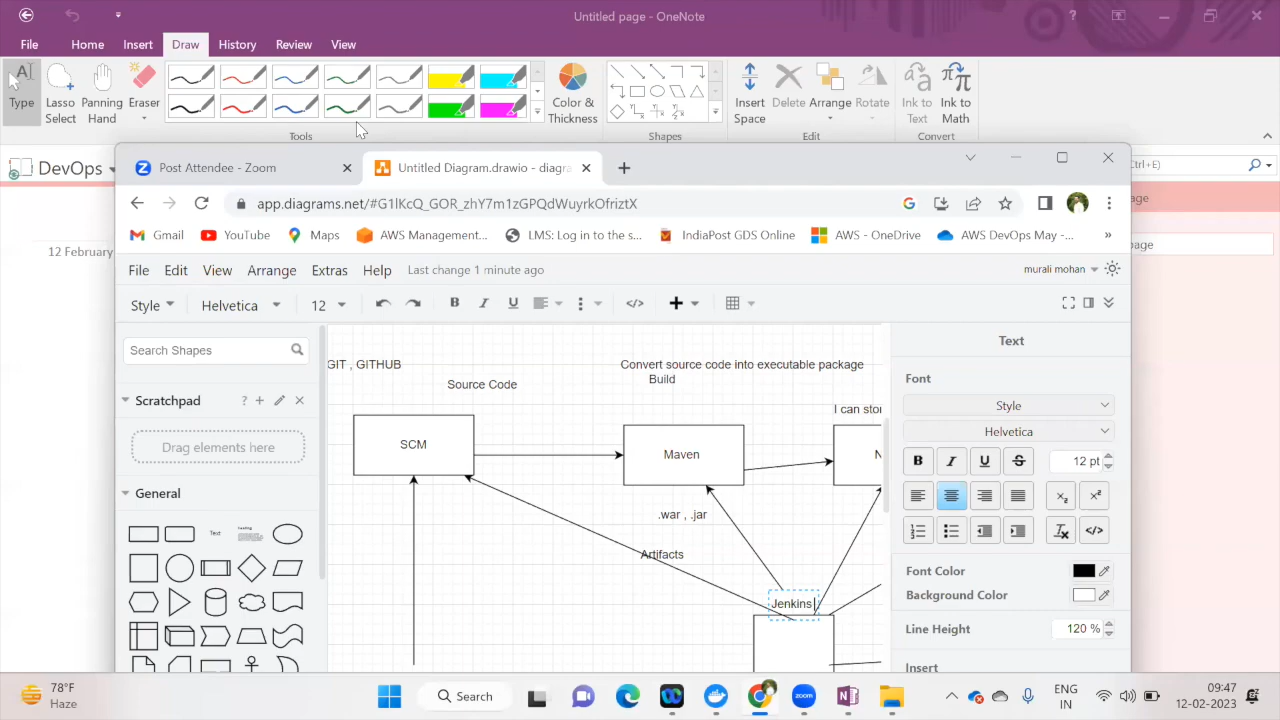 Untitled page - OneNote
?
File
Home
Insert
Draw
History
Review
View
Type
Lasso Select
Panning Hand
Eraser
Color & Thickness
Insert Space
Delete
Arrange
Rotate
Ink to Text
Ink to Math
Tools
Shapes
Edit
Convert
DevOps
Ctrl+E)
12 February
Post Attendee - Zoom
Untitled Diagram.drawio - diagra
app.diagrams.net/#G1lKcQ_GOR_zhY7m1zGPQdWuyrkOfriztX
Gmail
YouTube
Maps
AWS Management...
LMS: Log in to the s...
IndiaPost GDS Online
AWS - OneDrive
AWS DevOps May -...
»
File
Edit
View
Arrange
Extras
Help
Last change 1 minute ago
murali mohan
Style
Helvetica
12
B
I
U
Search Shapes
Scratchpad
?
Drag elements here
General
Text
Heading
GIT , GITHUB
Source Code
Convert source code into executable package
Build
I can stor
SCM
Maven
N
.war , .jar
Artifacts
Jenkins
Text
Font
Style
Helvetica
B
I
U
S
12 pt
Font Color
Background Color
Line Height
120 %
Insert
78°F
Haze
Search
ENG
IN
09:47
12-02-2023